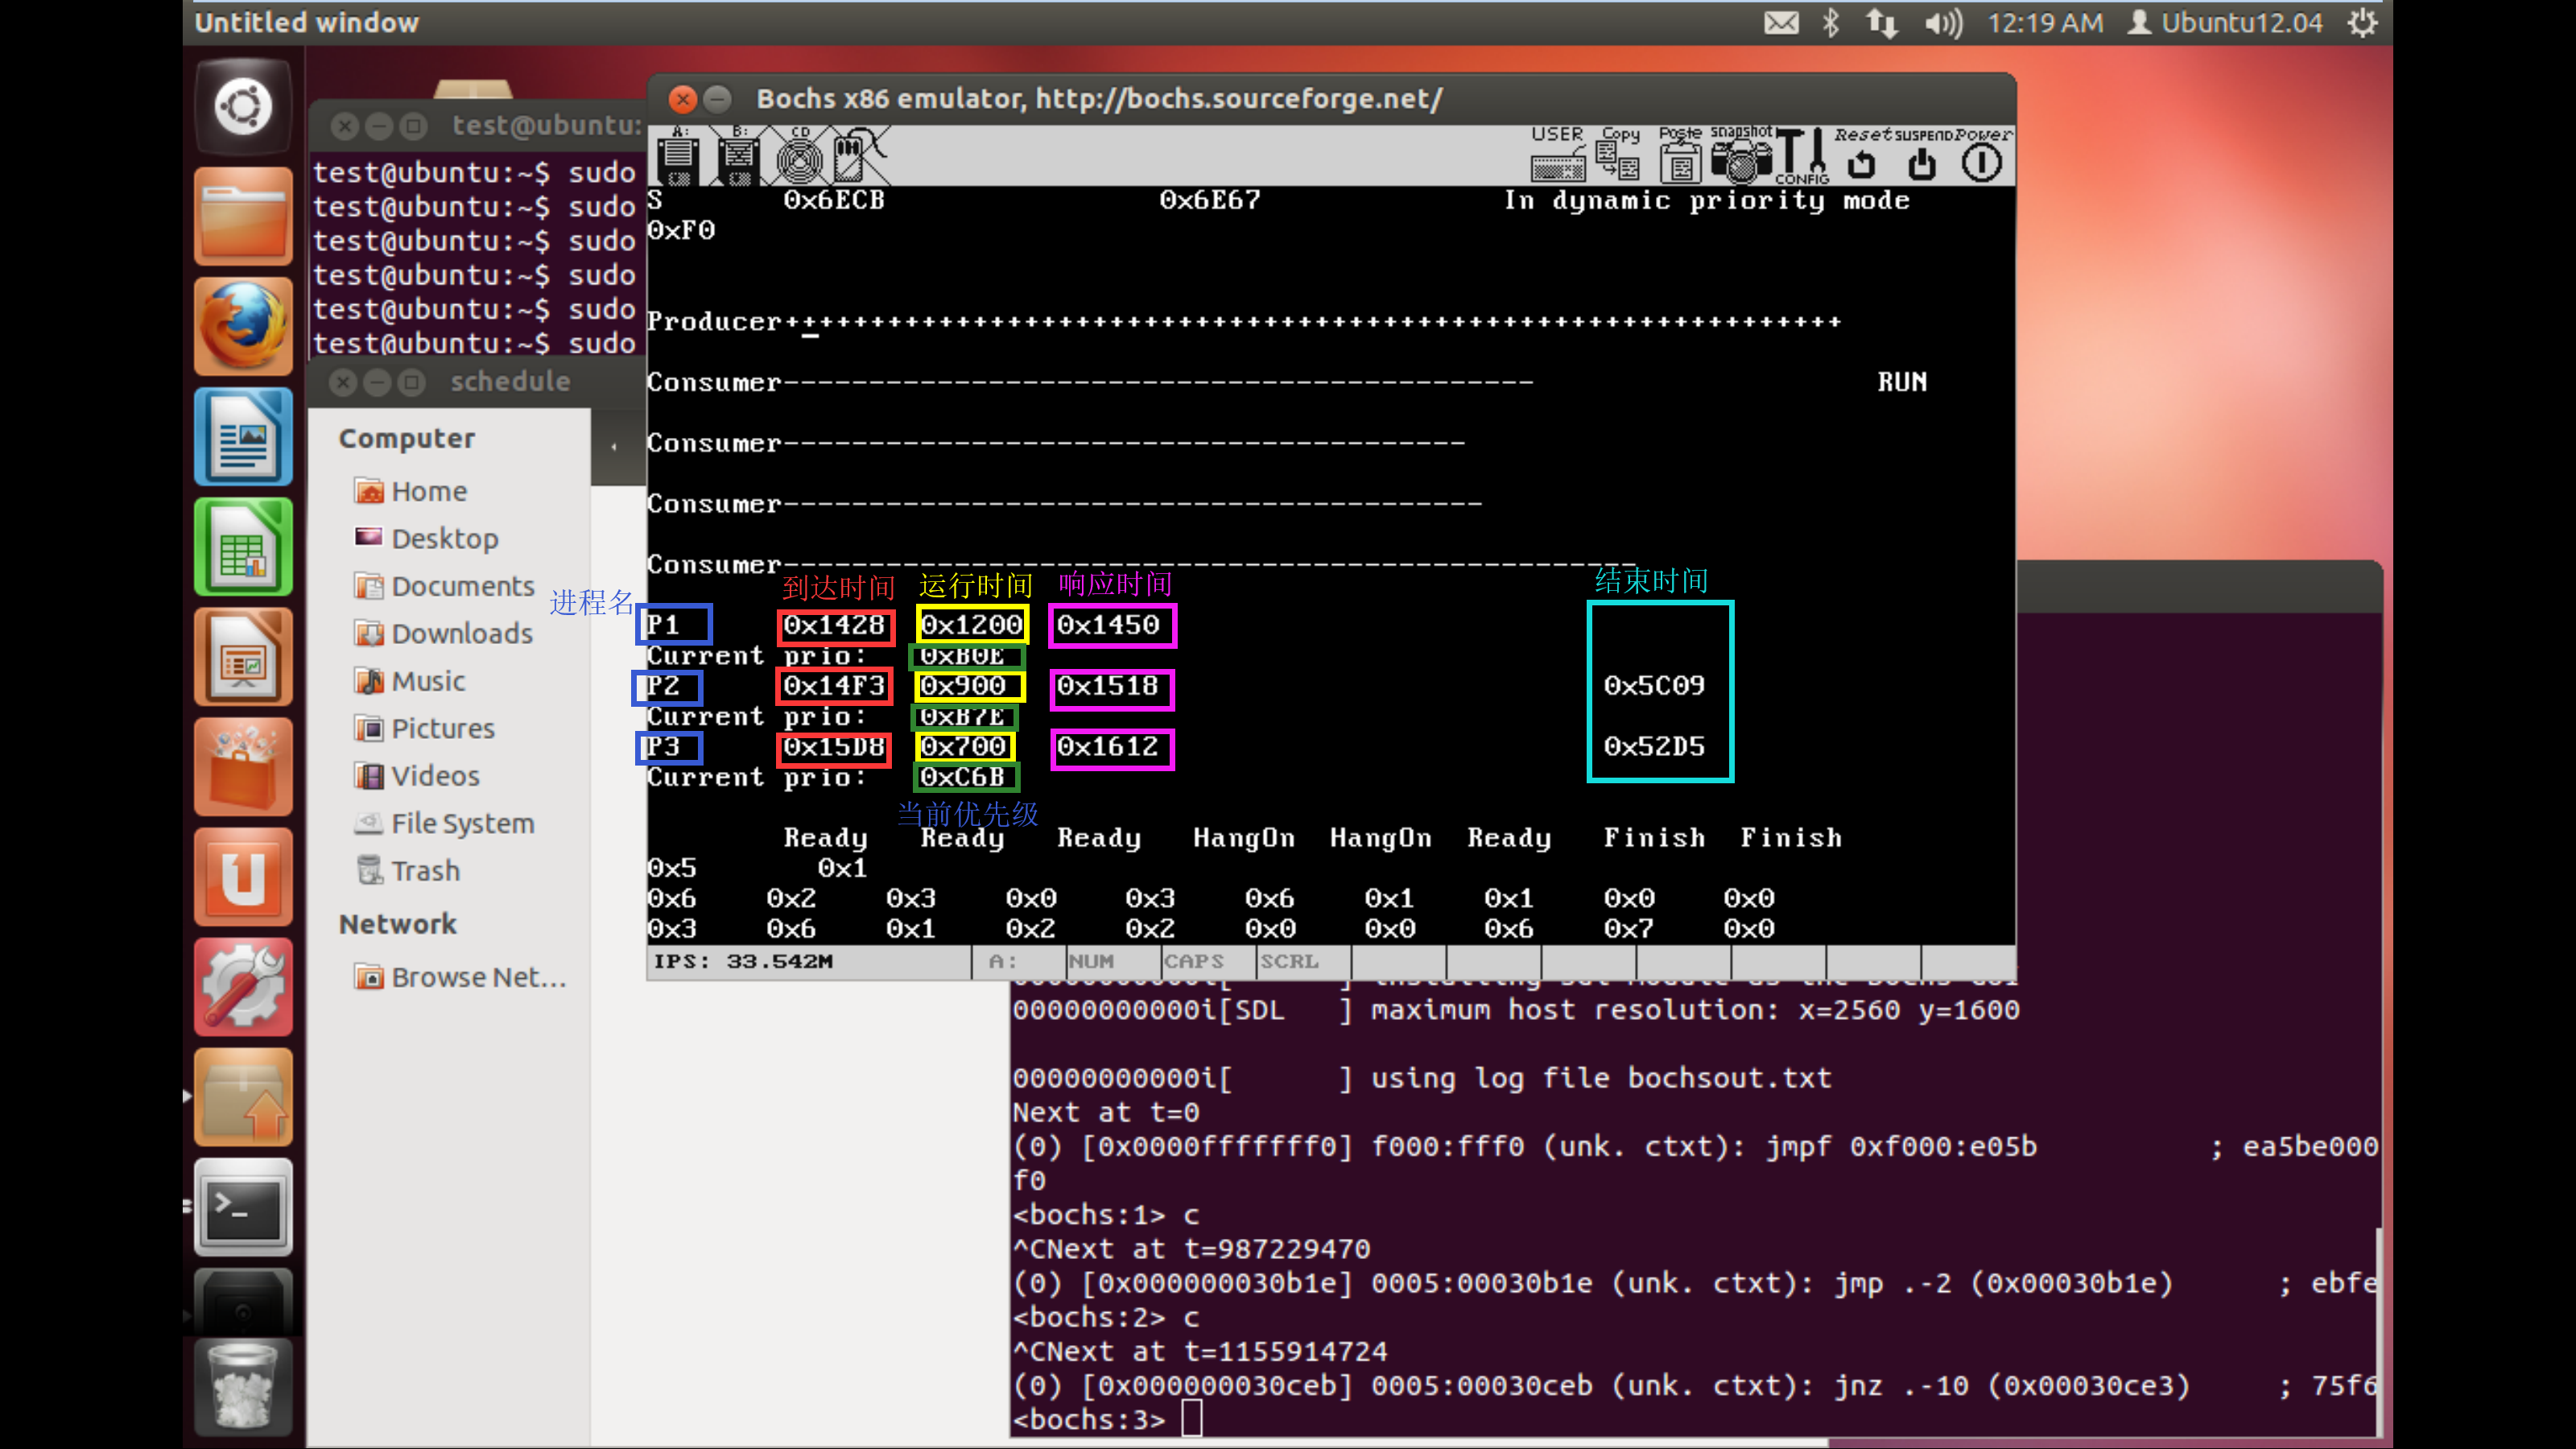 Untitled window
12:19 AM Ubuntu12.04
Bochs x86 emulator, http://bochs.sourceforge.net/
test@ubuntu:
A: B: CD USER Copy Paste snapshot CONFIG Reset SUSPEND Power
test@ubuntu:~$ sudo
test@ubuntu:~$ sudo
test@ubuntu:~$ sudo
test@ubuntu:~$ sudo
test@ubuntu:~$ sudo
test@ubuntu:~$ sudo
S 0x6ECB 0x6E67 In dynamic priority mode
0xF0
Producer++++++++++++++++++++++++++++++++++++++++++++++++++++++++++++++
Consumer-------------------------------------------- RUN
Consumer----------------------------------------
Consumer-----------------------------------------
Consumer--------------------------------------------------
进程名 到达时间 运行时间 响应时间 结束时间
P1 0x1428 0x1200 0x1450
Current prio: 0xB0E
P2 0x14F3 0x900 0x1518 0x5C09
Current prio: 0xB7E
P3 0x15D8 0x700 0x1612 0x52D5
Current prio: 0xC6B
当前优先级
Ready Ready Ready HangOn HangOn Ready Finish Finish
0x5 0x1
0x6 0x2 0x3 0x0 0x3 0x6 0x1 0x1 0x0 0x0
0x3 0x6 0x1 0x2 0x2 0x0 0x0 0x6 0x7 0x0
IPS: 33.542M A: NUM CAPS SCRL
schedule
Computer
Home
Desktop
Documents
Downloads
Music
Pictures
Videos
File System
Trash
Network
Browse Net...
00000000000i[SDL ] maximum host resolution: x=2560 y=1600
00000000000i[ ] using log file bochsout.txt
Next at t=0
(0) [0x0000fffffff0] f000:fff0 (unk. ctxt): jmpf 0xf000:e05b ; ea5be000
f0
<bochs:1> c
^CNext at t=987229470
(0) [0x000000030b1e] 0005:00030b1e (unk. ctxt): jmp .-2 (0x00030b1e) ; ebfe
<bochs:2> c
^CNext at t=1155914724
(0) [0x000000030ceb] 0005:00030ceb (unk. ctxt): jnz .-10 (0x00030ce3) ; 75f6
<bochs:3>